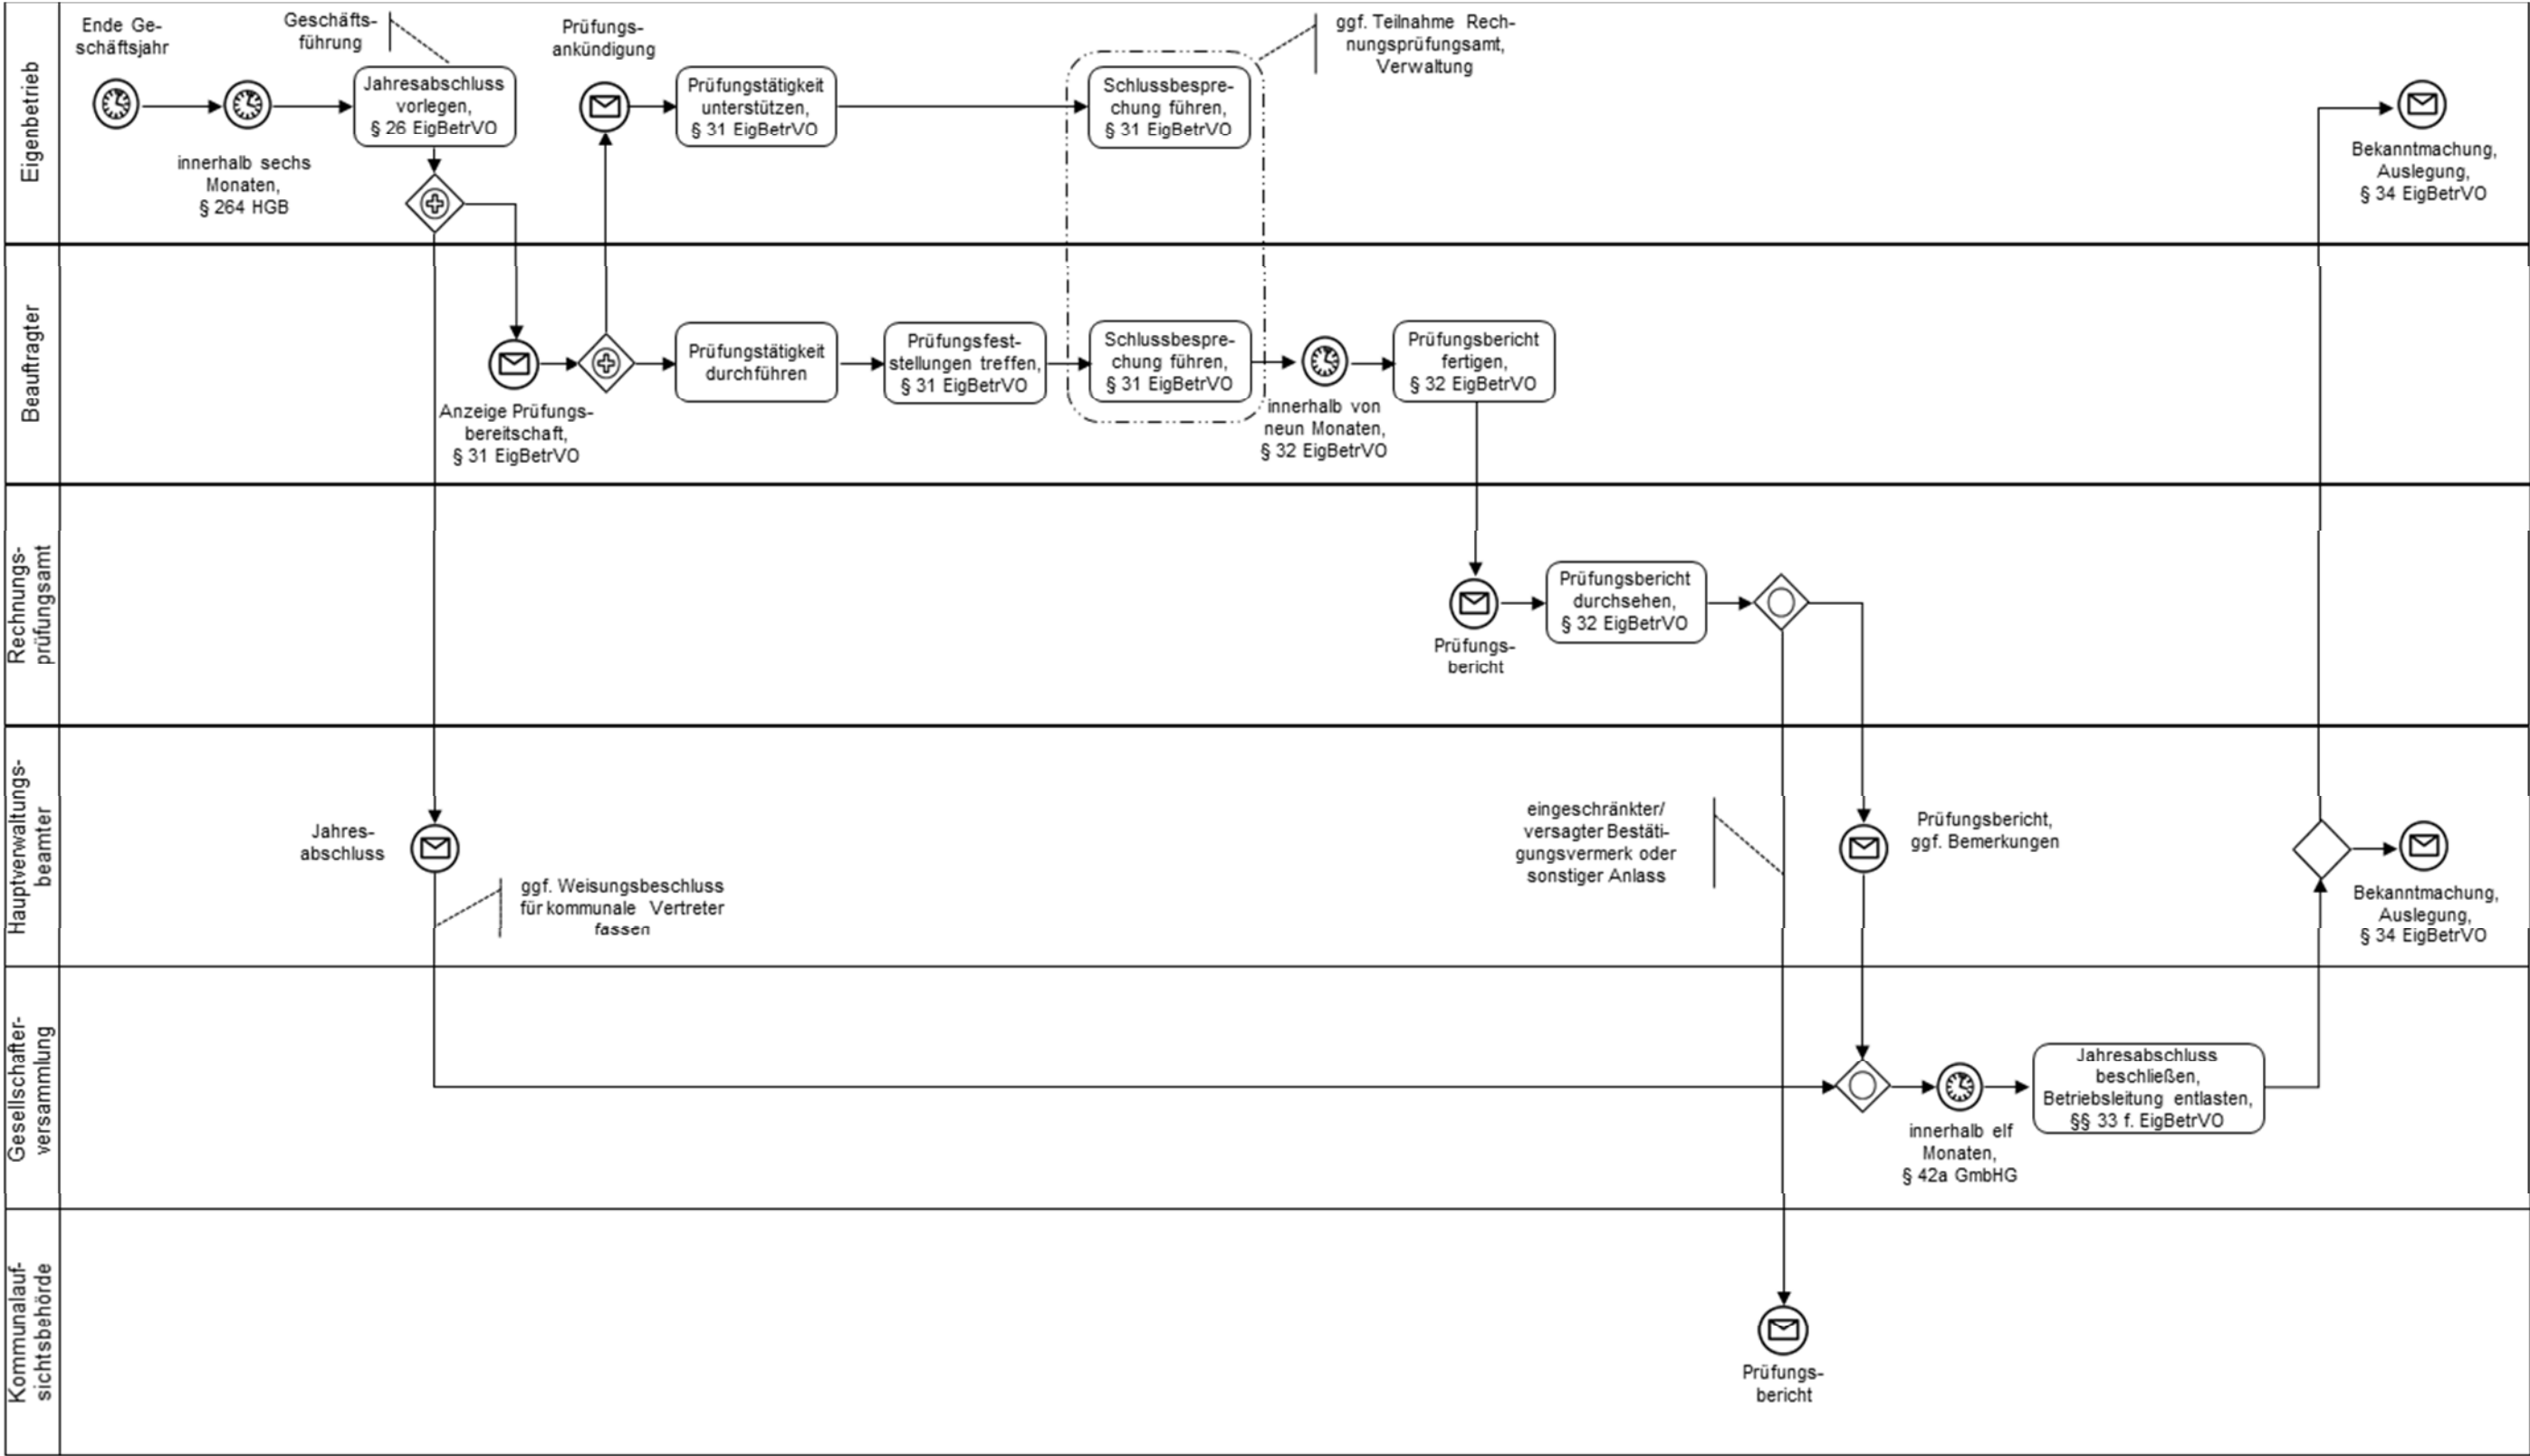 Eigenbetrieb
Ende Ge-
schäftsjahr
innerhalb sechs
Monaten,
§ 264 HGB
Geschäfts-
führung
Jahresabschluss
vorlegen,
§ 26 EigBetrVO
Prüfungs-
ankündigung
Prüfungstätigkeit
unterstützen,
§ 31 EigBetrVO
Schlussbespre-
chung führen,
§ 31 EigBetrVO
ggf. Teilnahme Rech-
nungsprüfungsamt,
Verwaltung
Bekanntmachung,
Auslegung,
§ 34 EigBetrVO
Beauftragter
Anzeige Prüfungs-
bereitschaft,
§ 31 EigBetrVO
Prüfungstätigkeit
durchführen
Prüfungsfest-
stellungen treffen,
§ 31 EigBetrVO
Schlussbespre-
chung führen,
§ 31 EigBetrVO
innerhalb von
neun Monaten,
§ 32 EigBetrVO
Prüfungsbericht
fertigen,
§ 32 EigBetrVO
Rechnungs-
prüfungsamt
Prüfungs-
bericht
Prüfungsbericht
durchsehen,
§ 32 EigBetrVO
Hauptverwaltungs-
beamter
Jahres-
abschluss
ggf. Weisungsbeschluss
für kommunale Vertreter
fassen
eingeschränkter/
versagter Bestäti-
gungsvermerk oder
sonstiger Anlass
Prüfungsbericht,
ggf. Bemerkungen
Bekanntmachung,
Auslegung,
§ 34 EigBetrVO
Gesellschafter-
versammlung
innerhalb elf
Monaten,
§ 42a GmbHG
Jahresabschluss
beschließen,
Betriebsleitung entlasten,
§§ 33 f. EigBetrVO
Kommunalauf-
sichtsbehörde
Prüfungs-
bericht